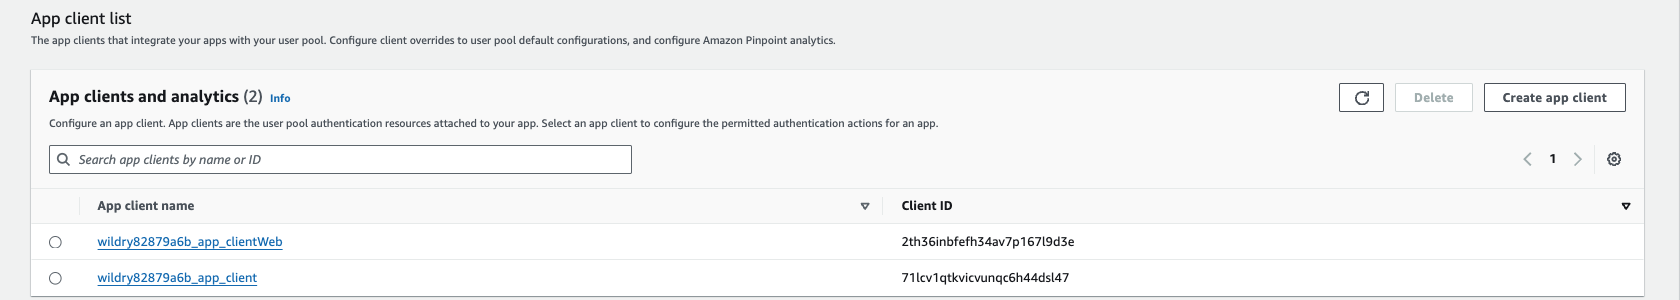 App client list
The app clients that integrate your apps with your user pool. Configure client overrides to user pool default configurations, and configure Amazon Pinpoint analytics.
App clients and analytics (2) Info
Delete
Create app client
Configure an app client. App clients are the user pool authentication resources attached to your app. Select an app client to configure the permitted authentication actions for an app.
Search app clients by name or ID
1
App client name
Client ID
wildry82879a6b_app_clientWeb
2th36inbfefh34av7p167l9d3e
wildry82879a6b_app_client
71lcv1qtkvicvunqc6h44dsl47